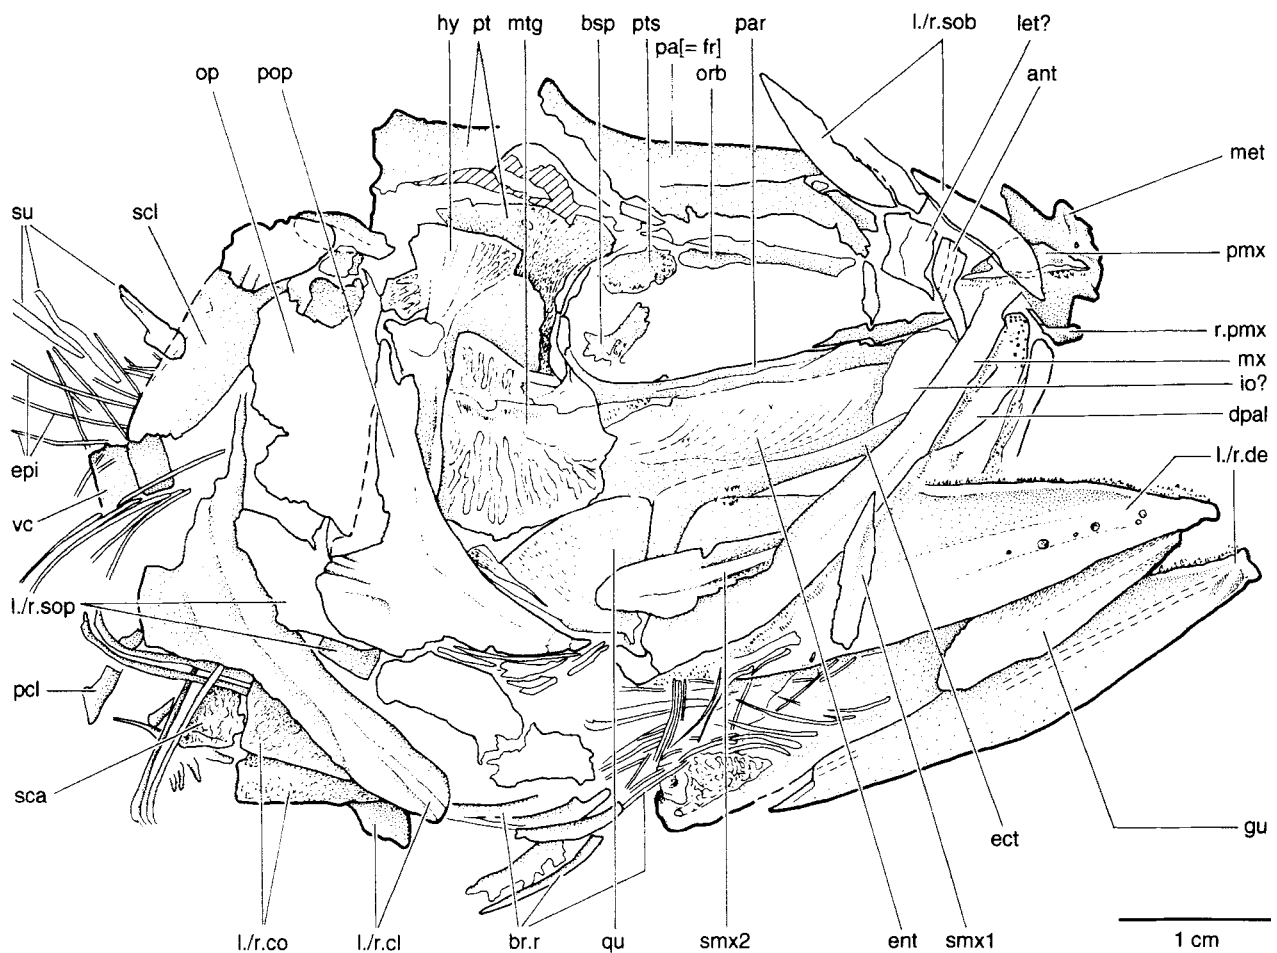 hy pt mtg bsp pts par l./r.sob let?
pa[= fr]
op pop orb ant
met
su scl
pmx
r.pmx
mx
io?
dpal
epi
l./r.de
vc
l./r.sop
pcl
sca
gu
ect
l./r.co l./r.cl br.r qu smx2 ent smx1 1 cm